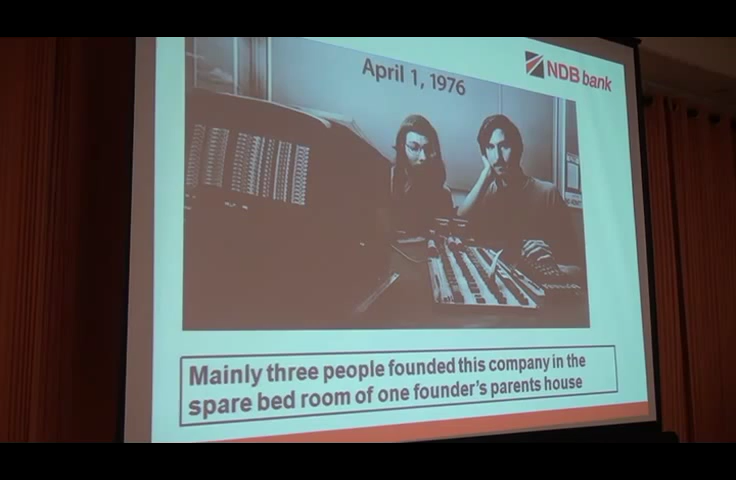 April 1, 1976
NDB bank
Mainly three people founded this company in the
spare bed room of one founder's parents house